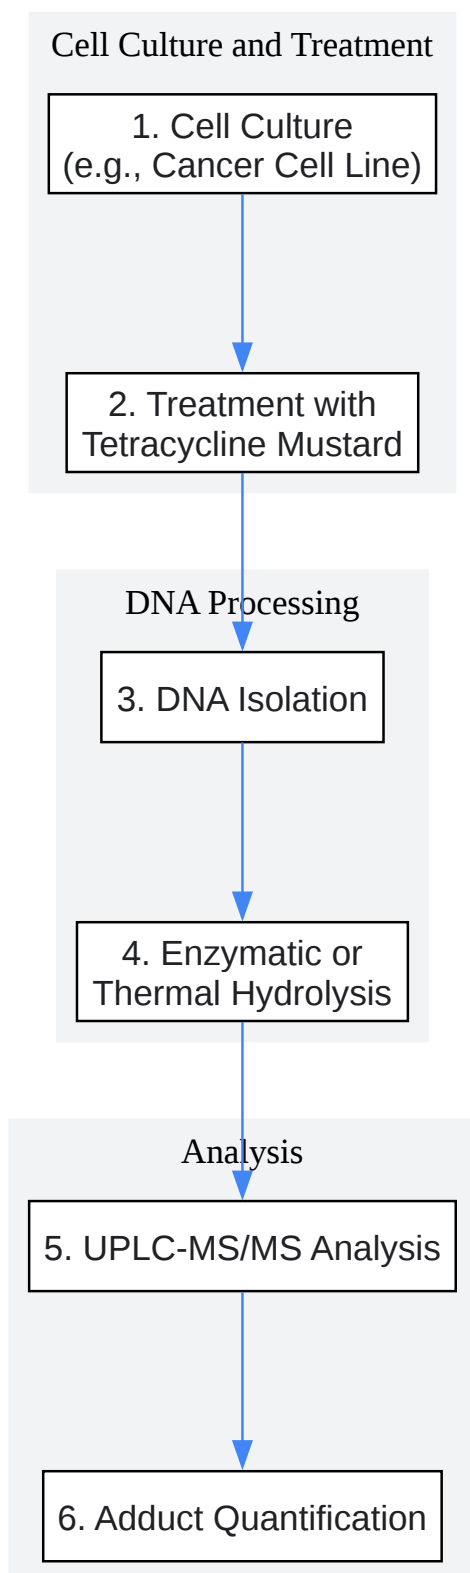 Cell Culture and Treatment
1. Cell Culture
(e.g., Cancer Cell Line)
2. Treatment with
Tetracycline Mustard
DNA Processing
3. DNA Isolation
4. Enzymatic or
Thermal Hydrolysis
Analysis
5. UPLC-MS/MS Analysis
6. Adduct Quantification